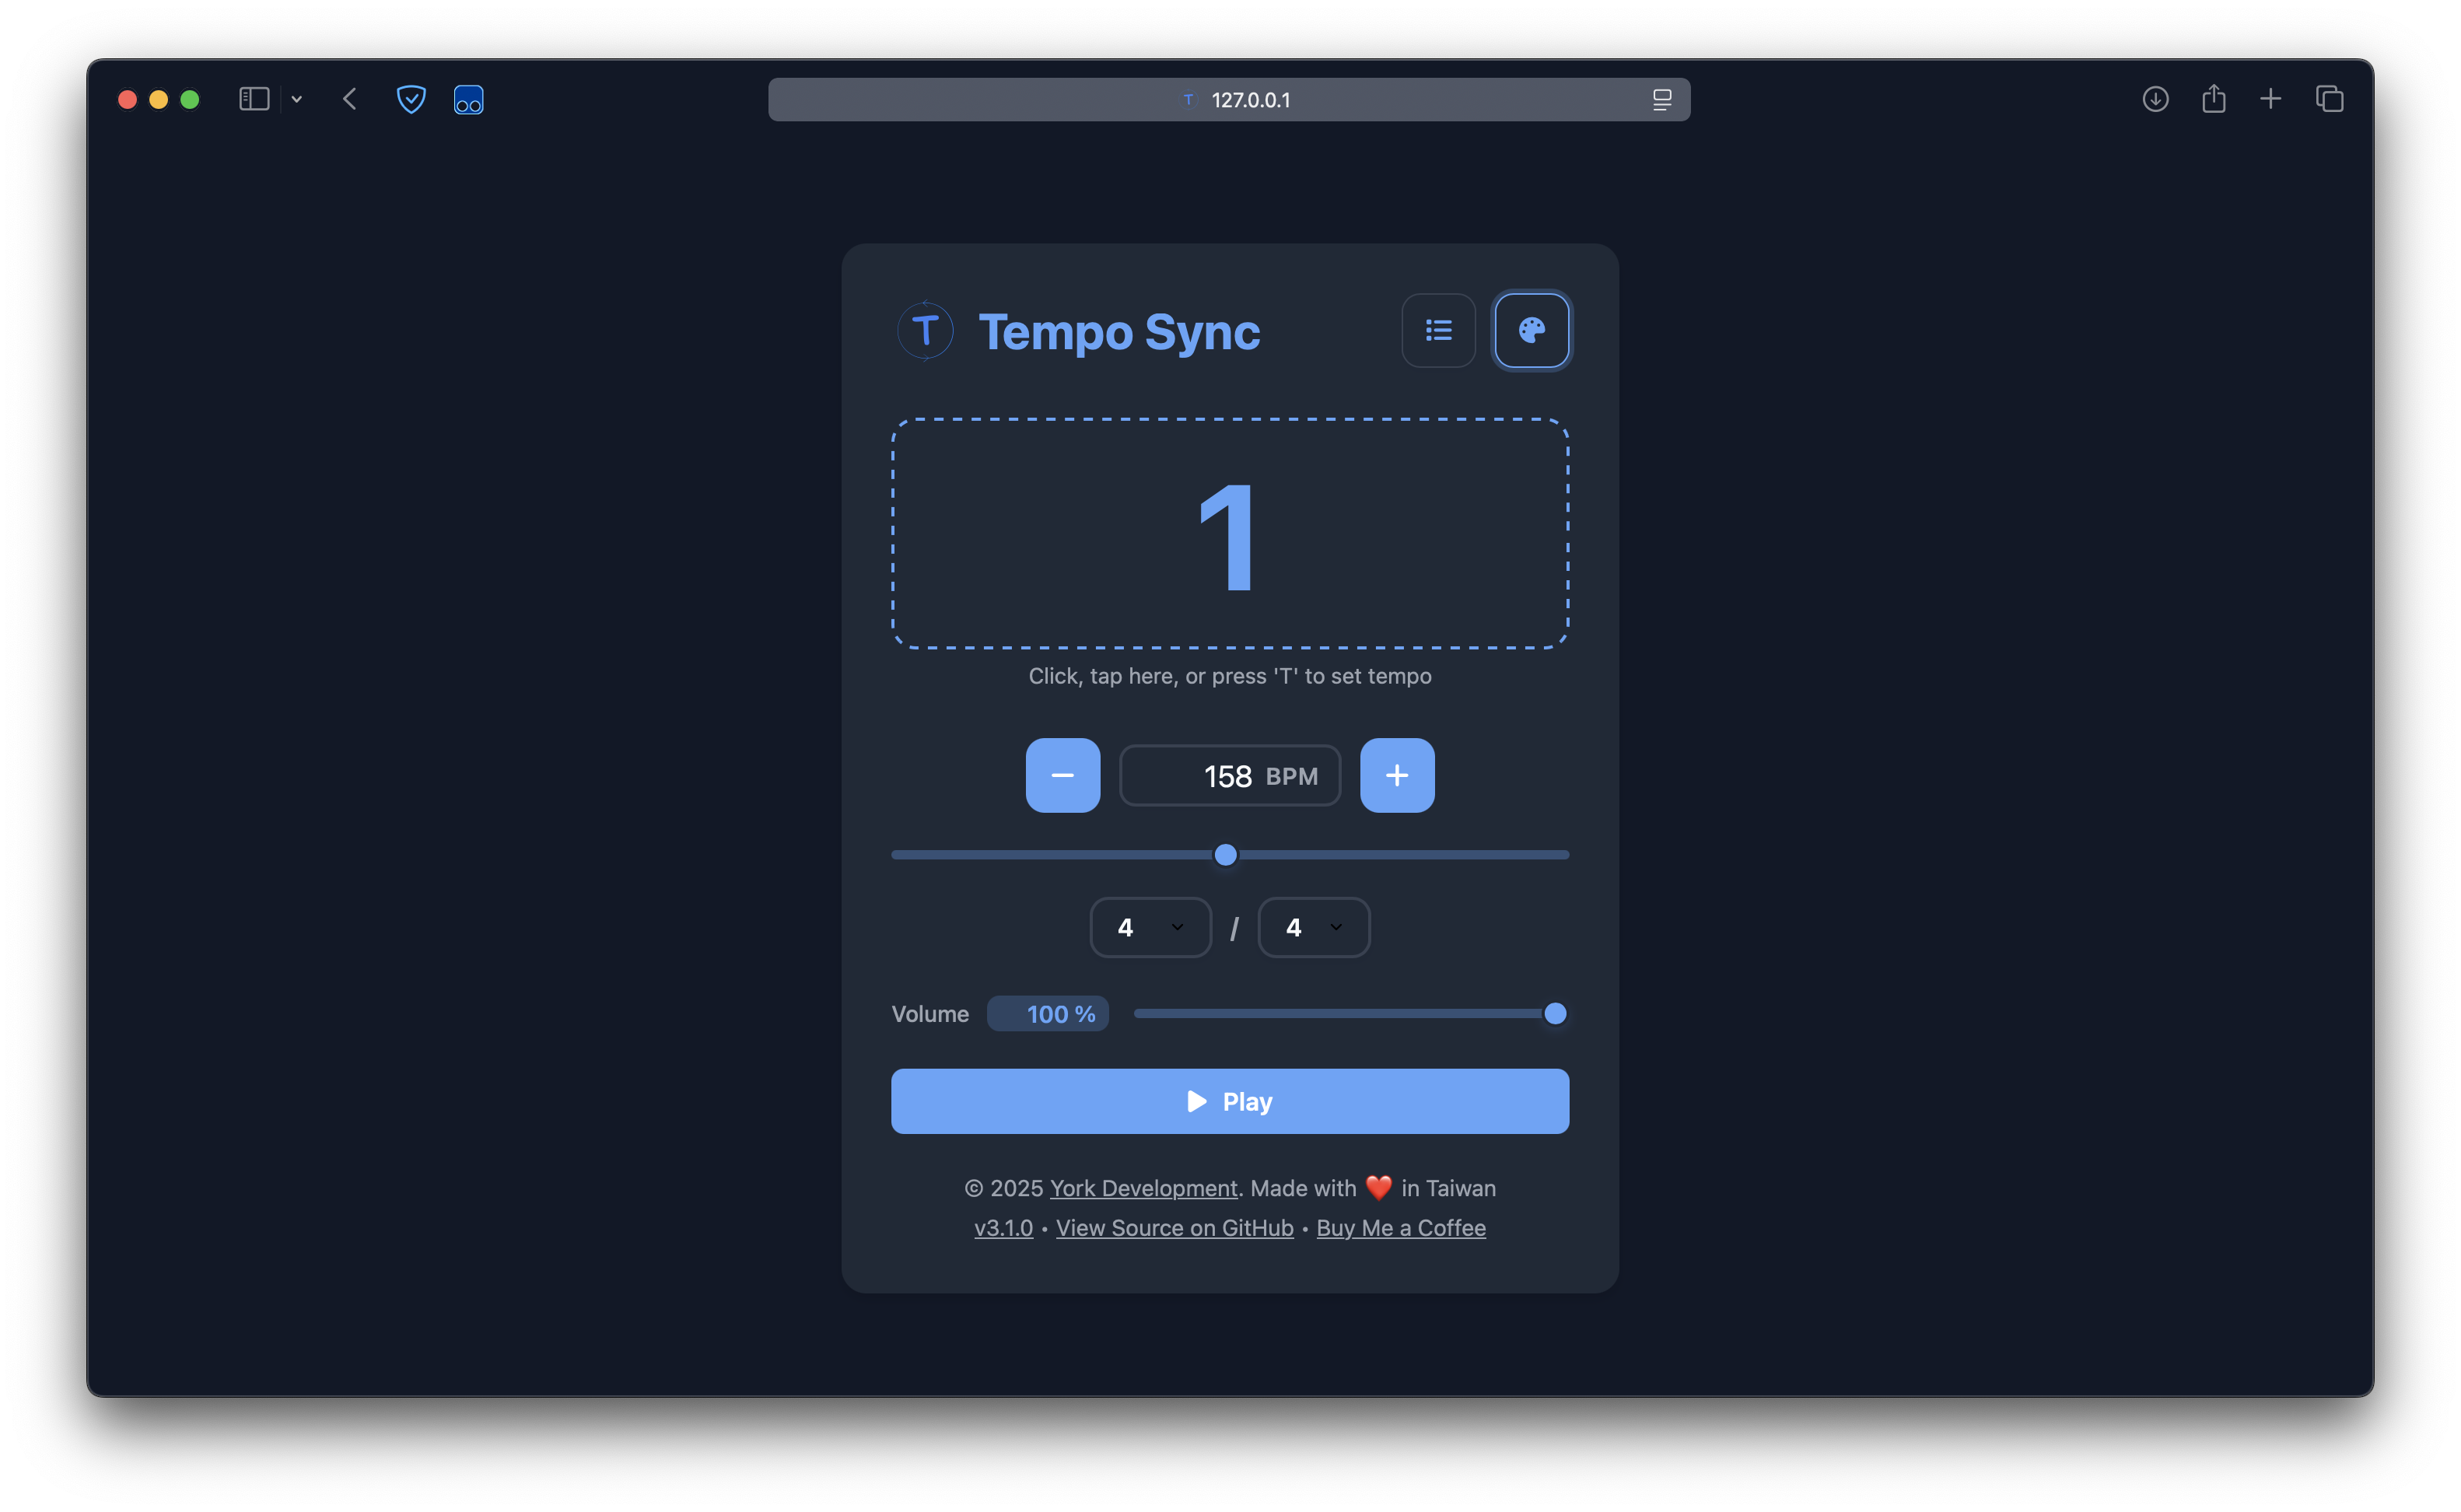 T 127.0.0.1
T Tempo Sync
1
Click, tap here, or press 'T' to set tempo
− 158 BPM +
4 / 4
Volume 100 %
Play
© 2025 York Development. Made with ❤️ in Taiwan
v3.1.0 • View Source on GitHub • Buy Me a Coffee